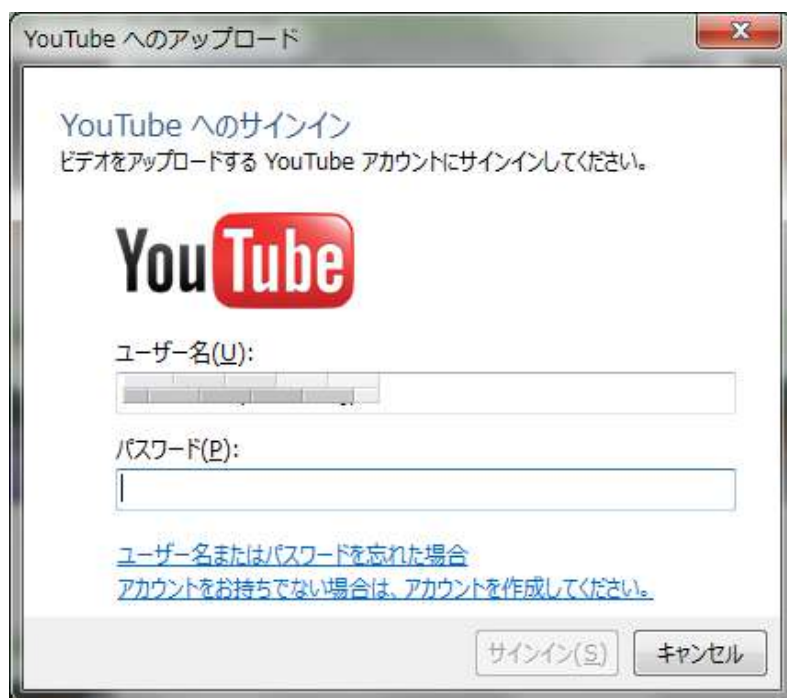 YouTube へのアップロード
YouTube へのサインイン
ビデオをアップロードする YouTube アカウントにサインインしてください。
YouTube
ユーザー名(U):
パスワード(P):
ユーザー名またはパスワードを忘れた場合
アカウントをお持ちでない場合は、アカウントを作成してください。
サインイン(S)
キャンセル